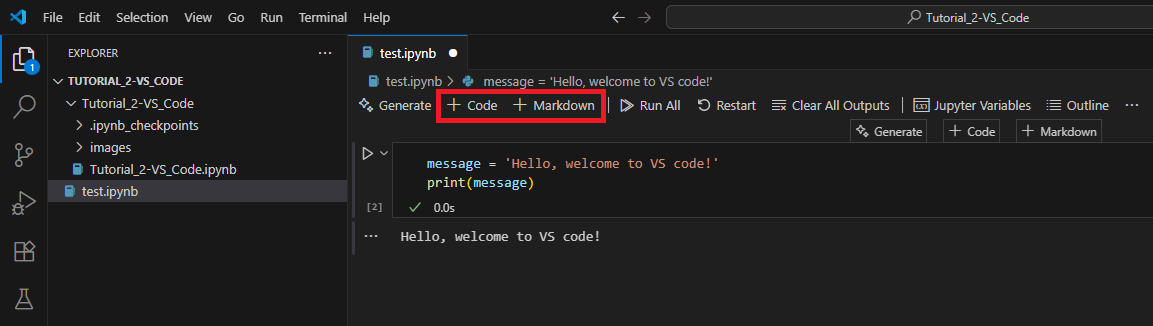 File Edit Selection View Go Run Terminal Help
Tutorial_2-VS_Code
1
EXPLORER
TUTORIAL_2-VS_CODE
Tutorial_2-VS_Code
.ipynb_checkpoints
images
Tutorial_2-VS_Code.ipynb
test.ipynb
test.ipynb
test.ipynb > message = 'Hello, welcome to VS code!'
Generate + Code + Markdown Run All Restart Clear All Outputs Jupyter Variables Outline ...
Generate + Code + Markdown
message = 'Hello, welcome to VS code!'
print(message)
[2] 0.0s
Hello, welcome to VS code!